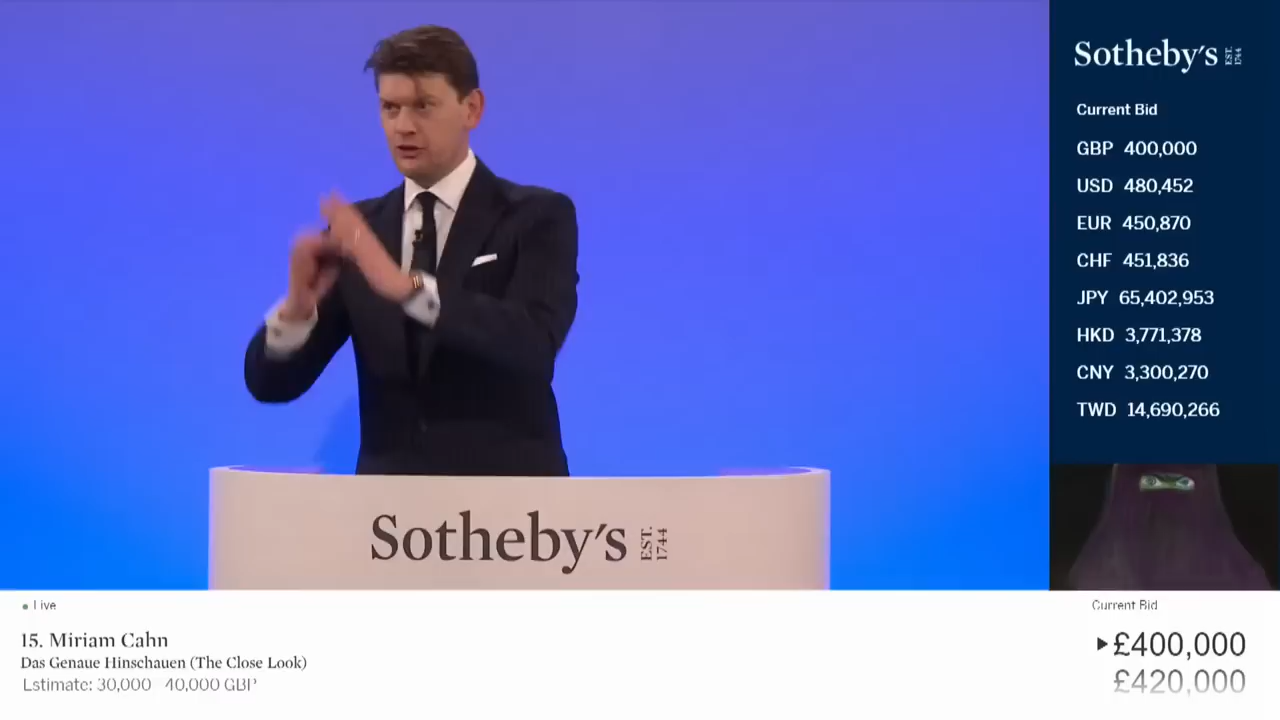 Sotheby's EST. 1744
Current Bid
GBP 400,000
USD 480,452
EUR 450,870
CHF 451,836
JPY 65,402,953
HKD 3,771,378
CNY 3,300,270
TWD 14,690,266
Sotheby's EST. 1744
Live
15. Miriam Cahn
Das Genaue Hinschauen (The Close Look)
Estimate: 30,000 40,000 GBP
Current Bid
£400,000
£420,000